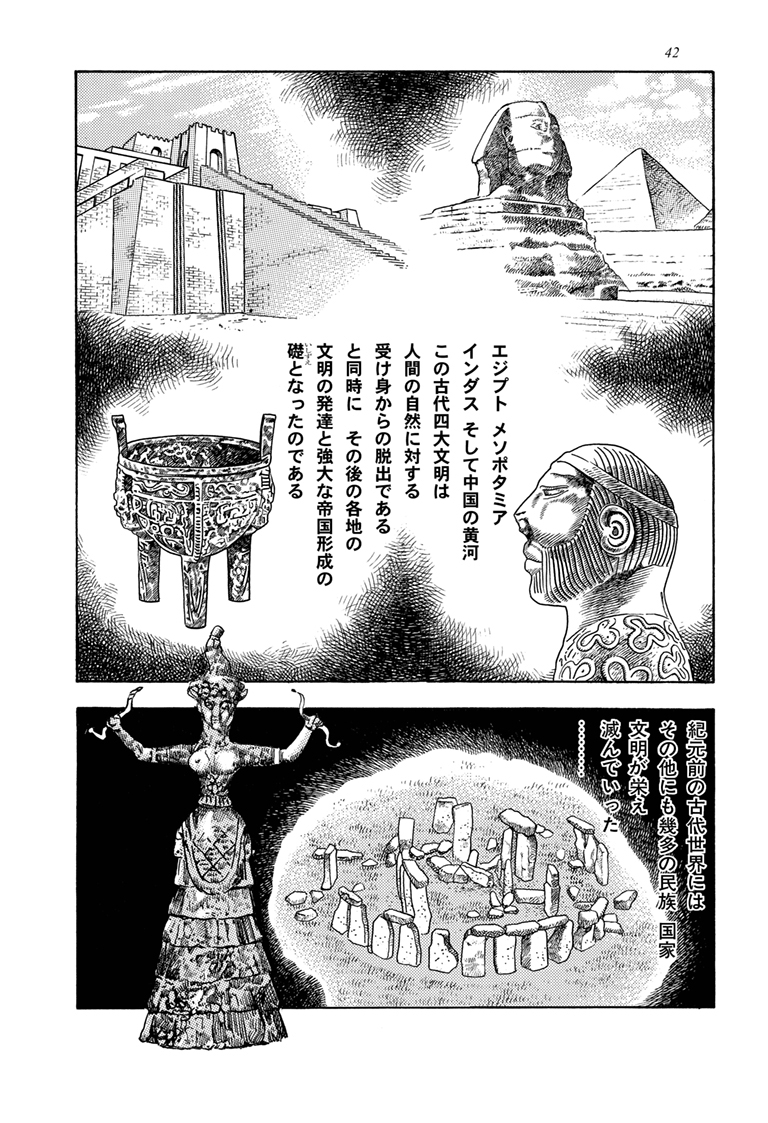 42
エジプト メソポタミア
インダス そして中国の黄河
この古代四大文明は
人間の自然に対する
受け身からの脱出である
と同時に その後の各地の
文明の発達と強大な帝国形成の
礎となったのである
いしずえ
紀元前の古代世界には
その他にも幾多の民族 国家
文明が栄え
滅んでいった
…………